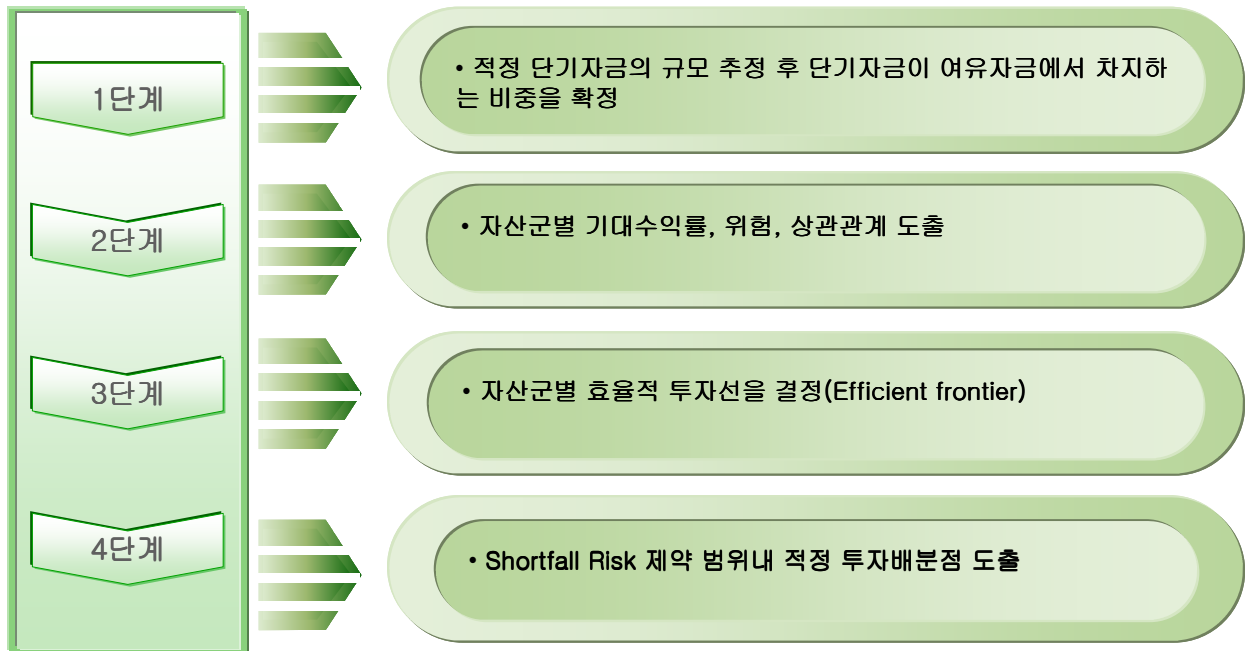 1단계
• 적정 단기자금의 규모 추정 후 단기자금이 여유자금에서 차지하
는 비중을 확정
2단계
• 자산군별 기대수익률, 위험, 상관관계 도출
3단계
• 자산군별 효율적 투자선을 결정(Efficient frontier)
4단계
• Shortfall Risk 제약 범위내 적정 투자배분점 도출